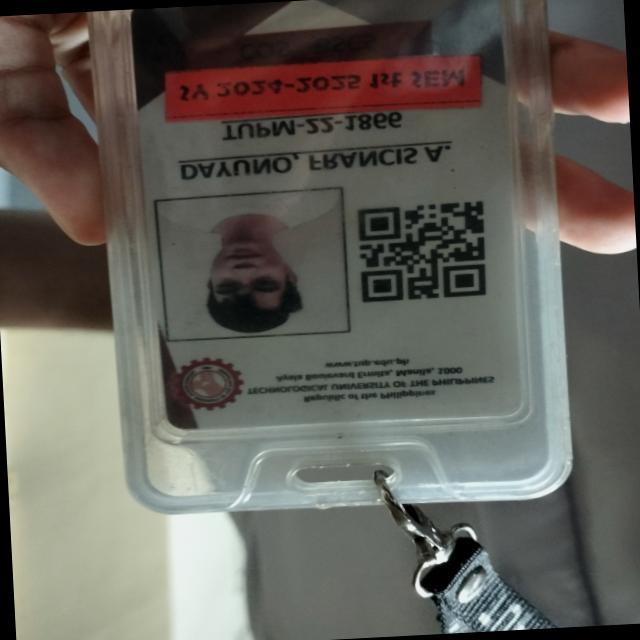 Republic of the Philippines
TECHNOLOGICAL UNIVERSITY OF THE PHILIPPINES
Ayala Boulevard Ermita, Manila, 1000
www.tup.edu.ph
DAYUNO, FRANCIS A.
TUPM-22-1866
SY 2024-2025 1st SEM